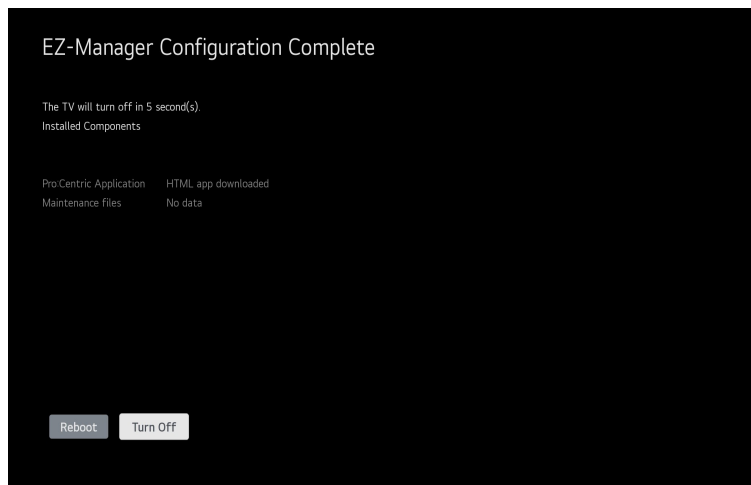 EZ-Manager Configuration Complete
The TV will turn off in 5 second(s).
Installed Components
Pro:Centric Application HTML app downloaded
Maintenance files No data
Reboot Turn Off